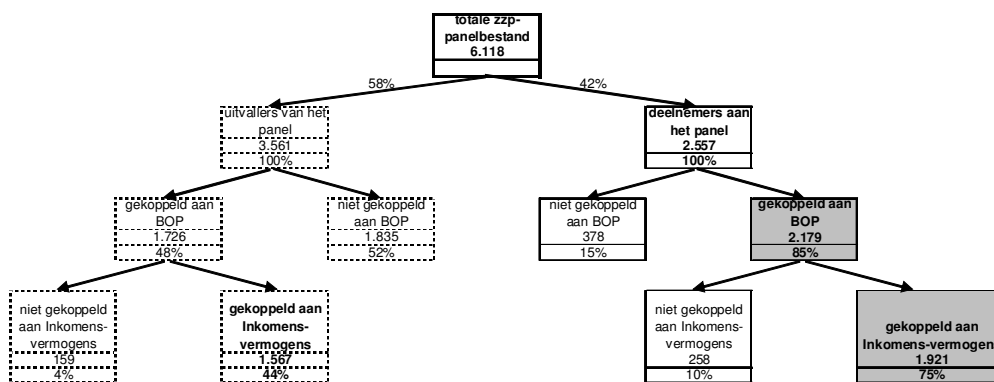 totale zzp-
panelbestand
6.118
58%
42%
uitvallers van het
panel
3.561
100%
deelnemers aan
het panel
2.557
100%
gekoppeld aan
BOP
1.726
48%
niet gekoppeld
aan BOP
1.835
52%
niet gekoppeld
aan BOP
378
15%
gekoppeld aan
BOP
2.179
85%
niet gekoppeld
aan Inkomens-
vermogens
159
4%
gekoppeld aan
Inkomens-
vermogens
1.567
44%
niet gekoppeld
aan Inkomens-
vermogens
258
10%
gekoppeld aan
Inkomens-vermogen
1.921
75%